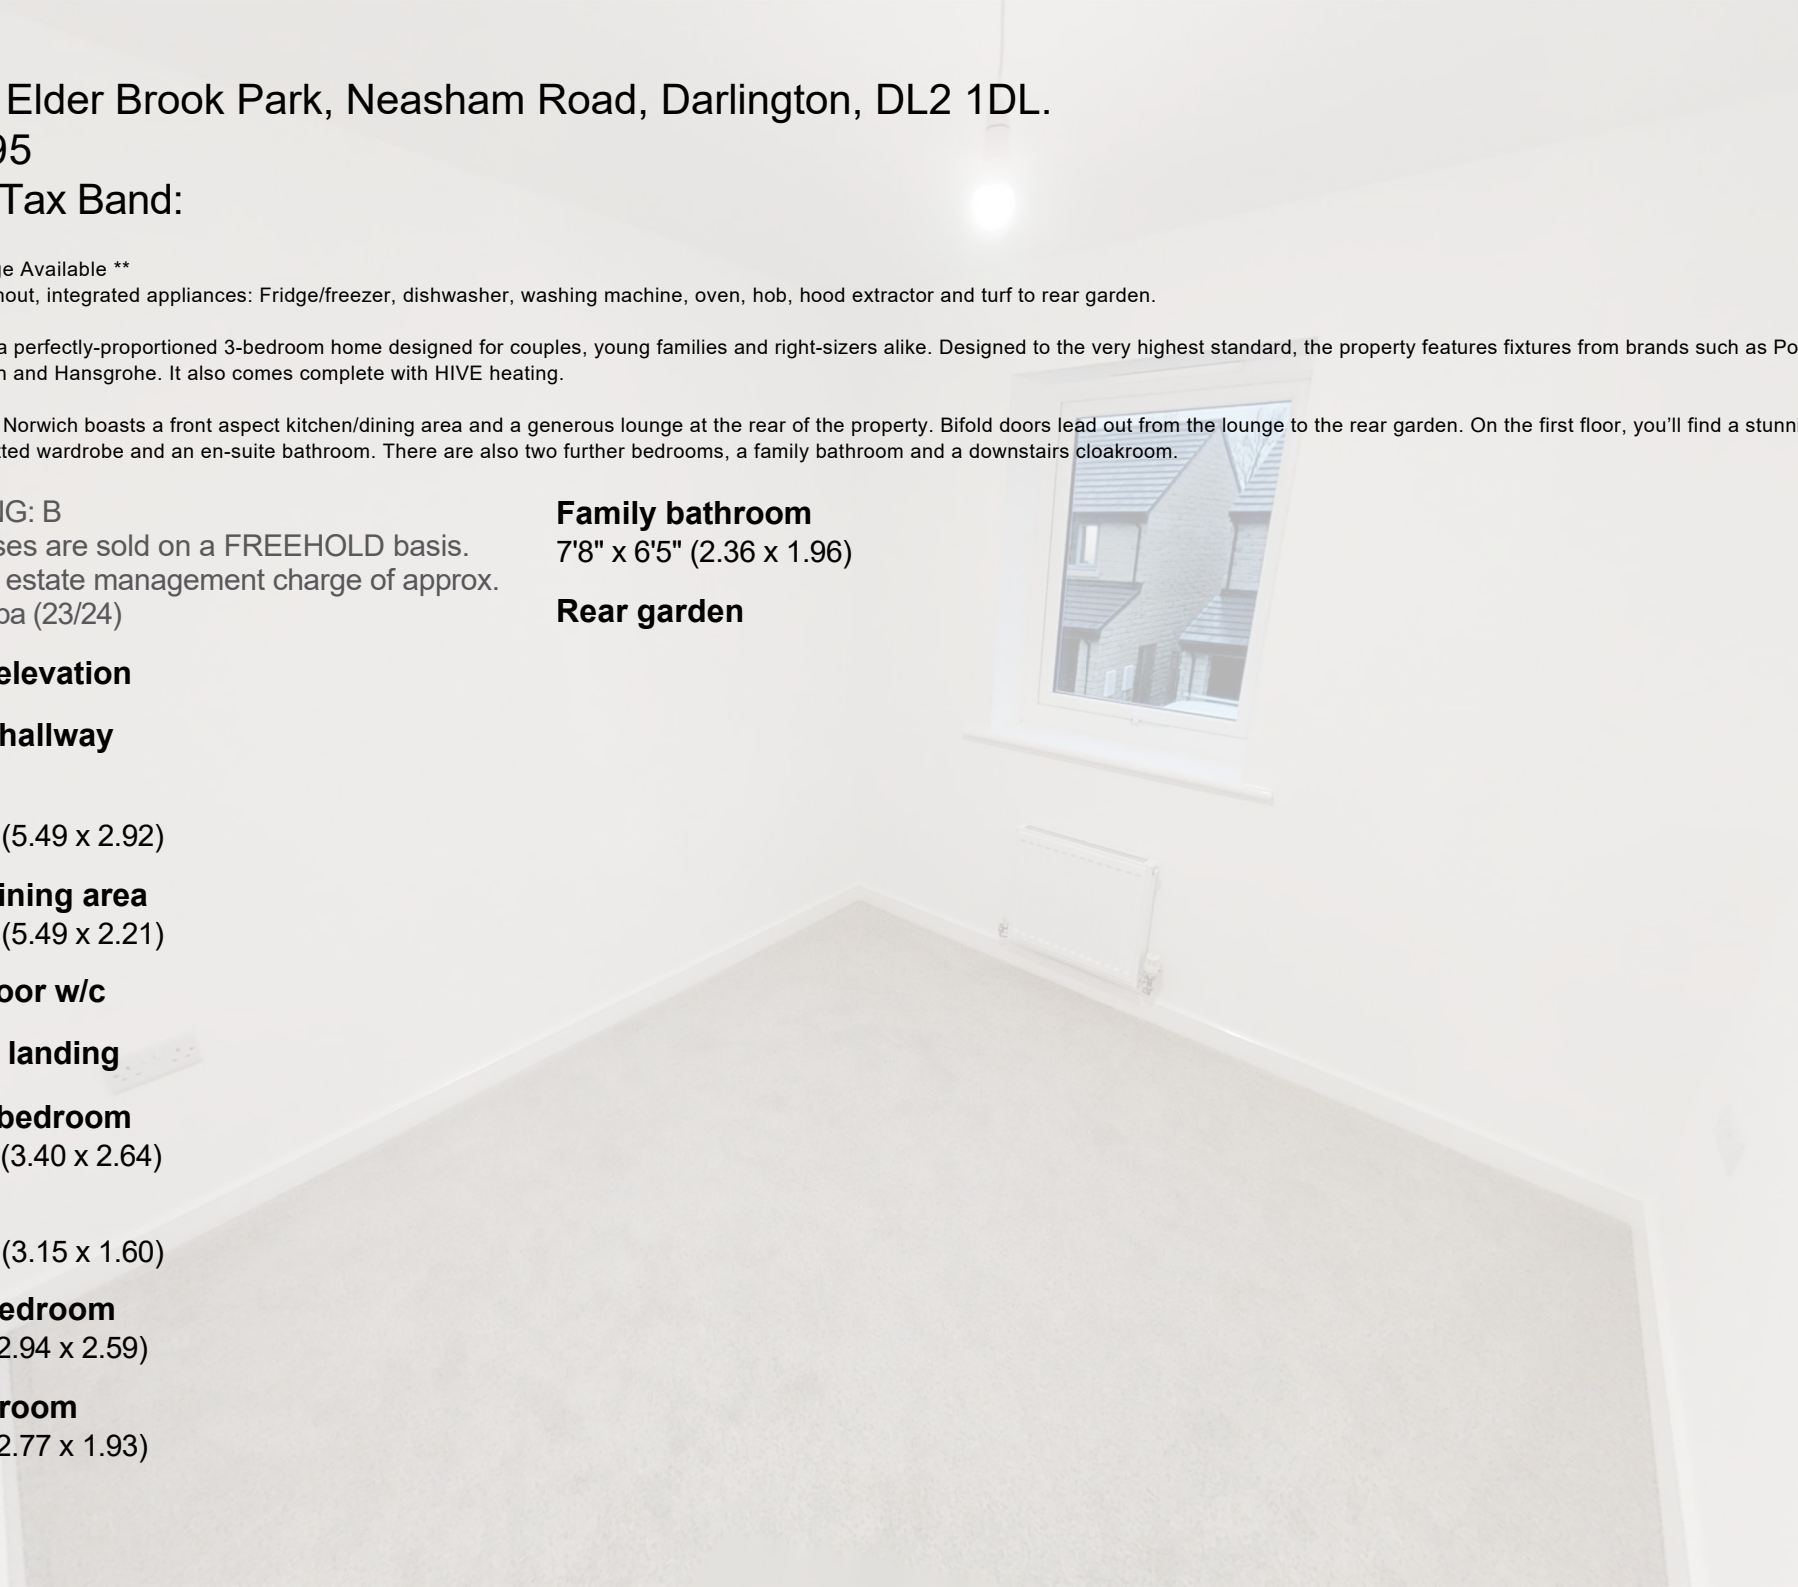 Elder Brook Park, Neasham Road, Darlington, DL2 1DL.
95
Tax Band:
ge Available **
hout, integrated appliances: Fridge/freezer, dishwasher, washing machine, oven, hob, hood extractor and turf to rear garden.
a perfectly-proportioned 3-bedroom home designed for couples, young families and right-sizers alike. Designed to the very highest standard, the property features fixtures from brands such as Po
n and Hansgrohe. It also comes complete with HIVE heating.
Norwich boasts a front aspect kitchen/dining area and a generous lounge at the rear of the property. Bifold doors lead out from the lounge to the rear garden. On the first floor, you’ll find a stunni
tted wardrobe and an en-suite bathroom. There are also two further bedrooms, a family bathroom and a downstairs cloakroom.
NG: B
ses are sold on a FREEHOLD basis.
estate management charge of approx.
pa (23/24)
elevation
hallway
(5.49 x 2.92)
ining area
(5.49 x 2.21)
oor w/c
landing
bedroom
(3.40 x 2.64)
(3.15 x 1.60)
edroom
2.94 x 2.59)
room
2.77 x 1.93)
Family bathroom
7'8" x 6'5" (2.36 x 1.96)
Rear garden